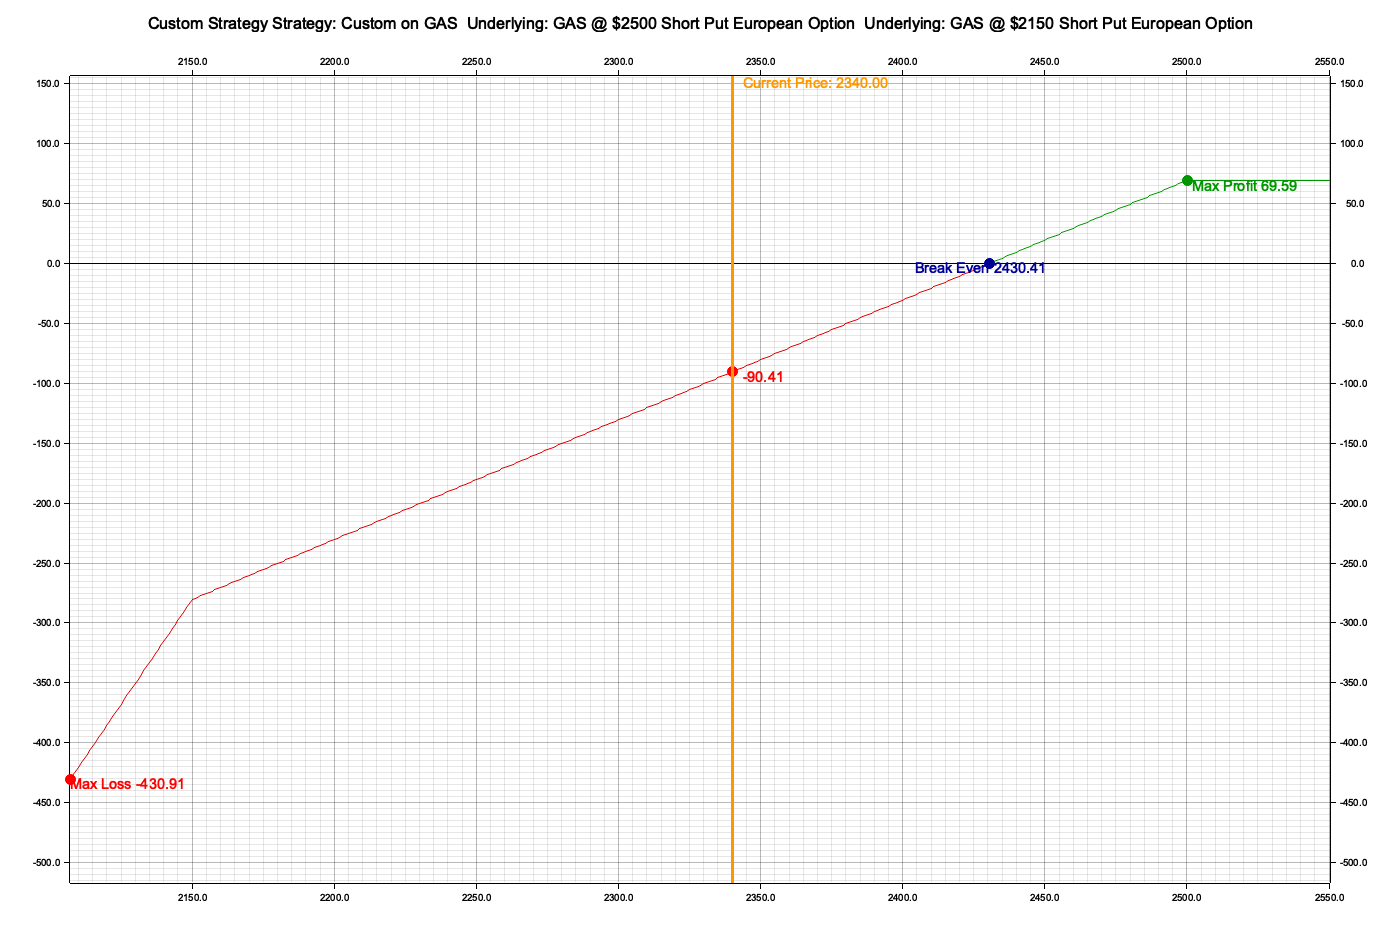 Custom Strategy Strategy: Custom on GAS  Underlying: GAS @ $2500 Short Put European Option  Underlying: GAS @ $2150 Short Put European Option
2150.0 2200.0 2250.0 2300.0 2350.0 2400.0 2450.0 2500.0 2550.0
150.0 Current Price: 2340.00 150.0
100.0 100.0
Max Profit 69.59
50.0 50.0
0.0 Break Even 2430.41 0.0
-50.0 -50.0
-90.41
-100.0 -100.0
-150.0 -150.0
-200.0 -200.0
-250.0 -250.0
-300.0 -300.0
-350.0 -350.0
-400.0 -400.0
Max Loss -430.91
-450.0 -450.0
-500.0 -500.0
2150.0 2200.0 2250.0 2300.0 2350.0 2400.0 2450.0 2500.0 2550.0